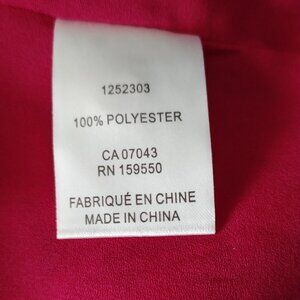 1252303
100% POLYESTER
CA 07043
RN 159550
FABRIQUÉ EN CHINE
MADE IN CHINA